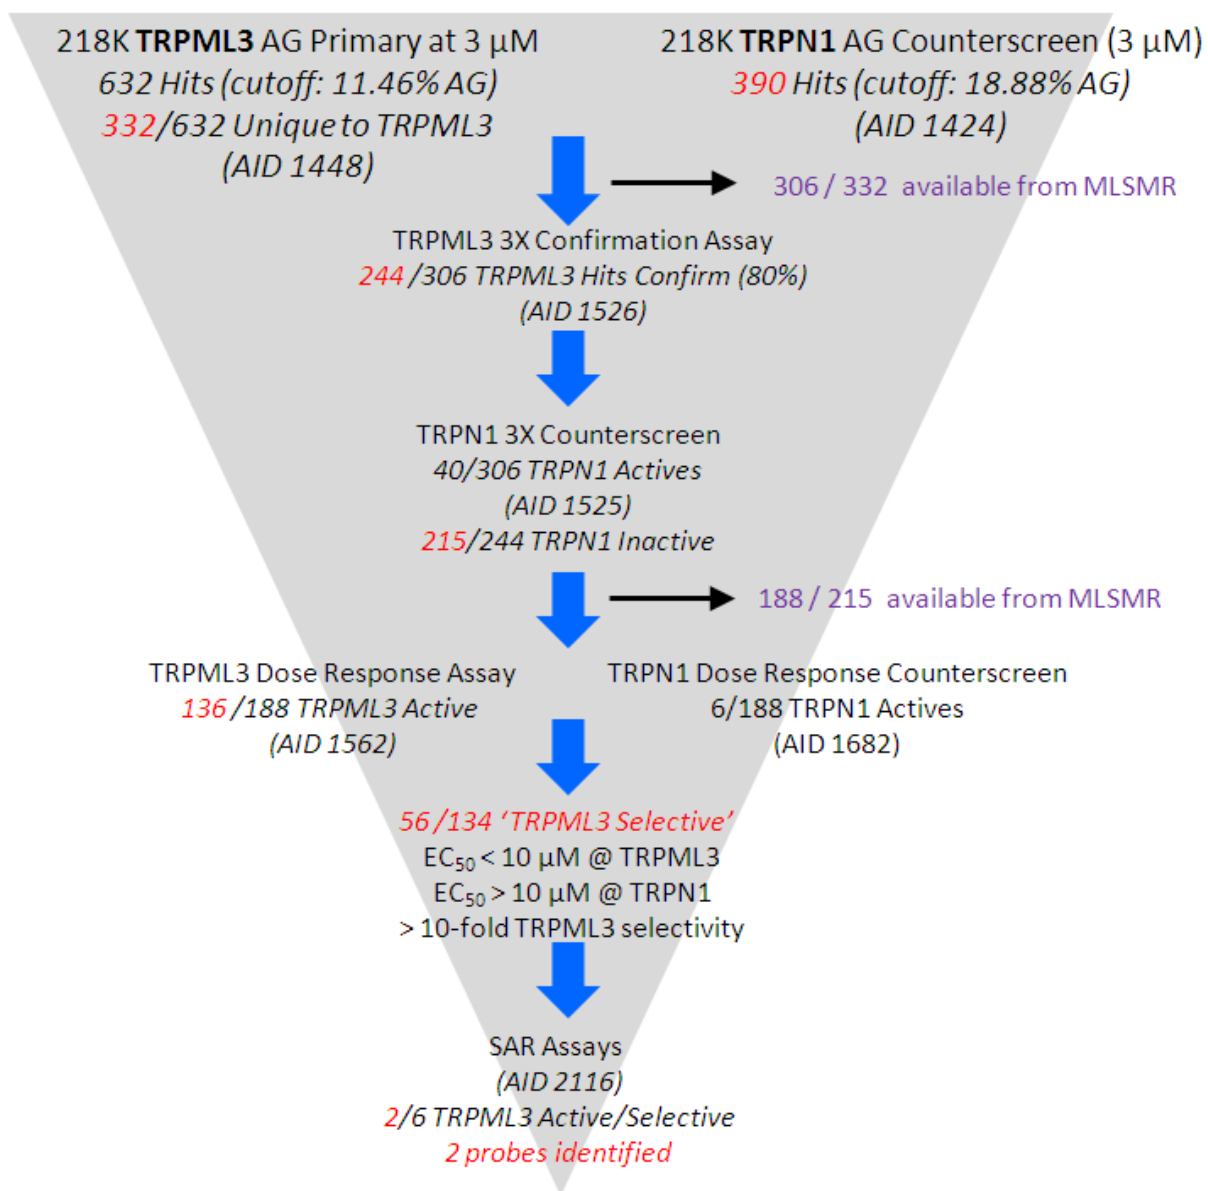 218K TRPML3 AG Primary at 3 µM
632 Hits (cutoff: 11.46% AG)
332/632 Unique to TRPML3
(AID 1448)
218K TRPN1 AG Counterscreen (3 µM)
390 Hits (cutoff: 18.88% AG)
(AID 1424)
306 / 332 available from MLSMR
TRPML3 3X Confirmation Assay
244 /306 TRPML3 Hits Confirm (80%)
(AID 1526)
TRPN1 3X Counterscreen
40/306 TRPN1 Actives
(AID 1525)
215/244 TRPN1 Inactive
188 / 215 available from MLSMR
TRPML3 Dose Response Assay
136 /188 TRPML3 Active
(AID 1562)
TRPN1 Dose Response Counterscreen
6/188 TRPN1 Actives
(AID 1682)
56 /134 ‘TRPML3 Selective’
EC50 < 10 µM @ TRPML3
EC50 > 10 µM @ TRPN1
> 10-fold TRPML3 selectivity
SAR Assays
(AID 2116)
2/6 TRPML3 Active/Selective
2 probes identified